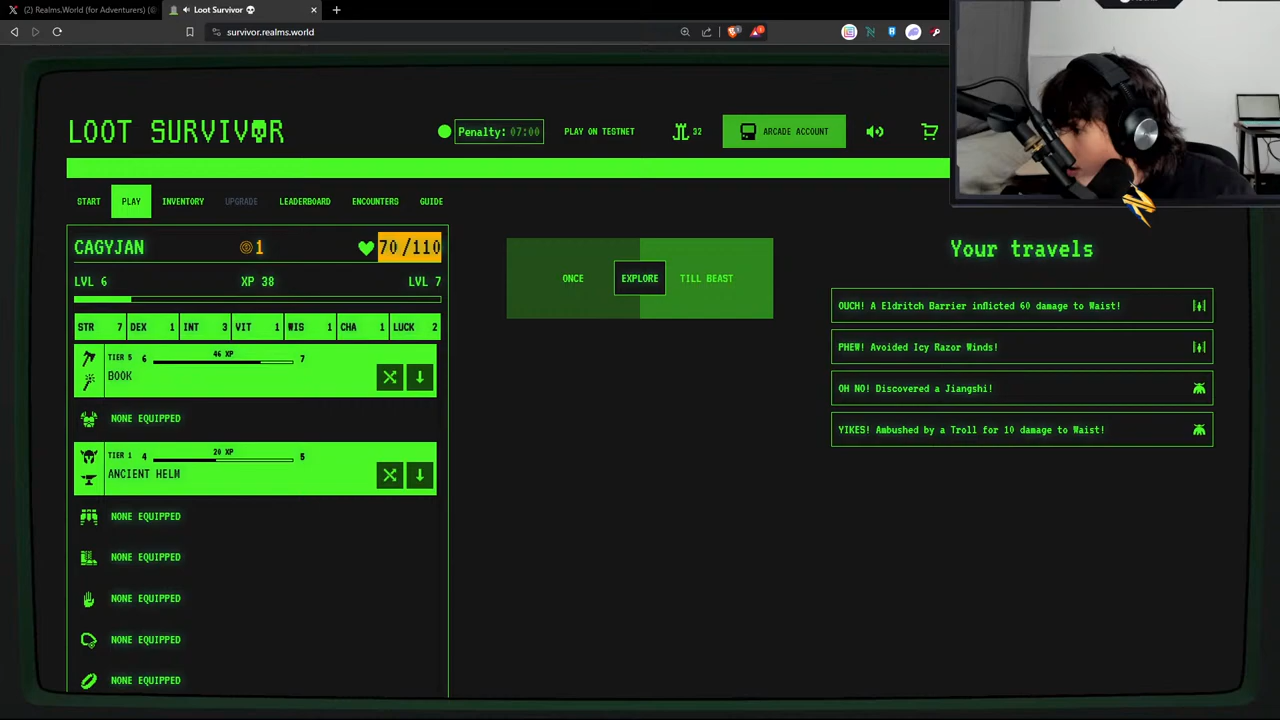 (2) Realms.World (for Adventurers) (@
Loot Survivor
survivor.realms.world
LOOT SURVIVOR
Penalty: 07:00
PLAY ON TESTNET
32
ARCADE ACCOUNT
START
PLAY
INVENTORY
UPGRADE
LEADERBOARD
ENCOUNTERS
GUIDE
CAGYJAN
1
70/110
LVL 6
XP 38
LVL 7
STR 7
DEX 1
INT 3
VIT 1
WIS 1
CHA 1
LUCK 2
TIER 5
6
46 XP
7
BOOK
NONE EQUIPPED
TIER 1
4
20 XP
5
ANCIENT HELM
NONE EQUIPPED
NONE EQUIPPED
NONE EQUIPPED
NONE EQUIPPED
NONE EQUIPPED
ONCE
EXPLORE
TILL BEAST
Your travels
OUCH! A Eldritch Barrier inflicted 60 damage to Waist!
PHEW! Avoided Icy Razor Winds!
OH NO! Discovered a Jiangshi!
YIKES! Ambushed by a Troll for 10 damage to Waist!